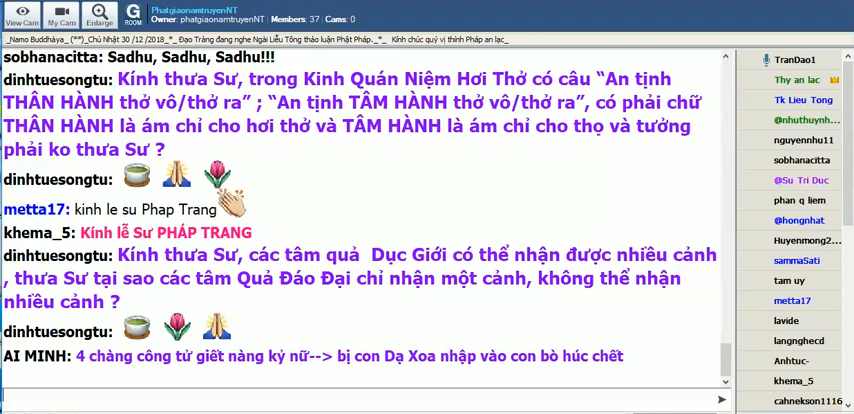 View Cam
My Cam
Enlarge
G
ROOM
PhatgiaonamtruyenNT
Owner: phatgiaonamtruyenNT | Members: 37 | Cams: 0
_Namo Buddhàya_ (**)_Chủ Nhật 30 /12 /2018_*_ Đạo Tràng đang nghe Ngài Liễu Tông thảo luận Phật Pháp._*_ Kính chúc quý vị thính Pháp an lạc_
sobhanacitta: Sadhu, Sadhu, Sadhu!!!
dinhtuesongtu: Kính thưa Sư, trong Kinh Quán Niệm Hơi Thở có câu “An tịnh
THÂN HÀNH thở vô/thở ra” ; “An tịnh TÂM HÀNH thở vô/thở ra”, có phải chữ
THÂN HÀNH là ám chỉ cho hơi thở và TÂM HÀNH là ám chỉ cho thọ và tưởng
phải ko thưa Sư ?
dinhtuesongtu:
metta17: kinh le su Phap Trang
khema_5: Kính lễ Sư PHÁP TRANG
dinhtuesongtu: Kính thưa Sư, các tâm quả Dục Giới có thể nhận được nhiều cảnh
, thưa Sư tại sao các tâm Quả Đáo Đại chỉ nhận một cảnh, không thể nhận
nhiều cảnh ?
dinhtuesongtu:
AI MINH: 4 chàng công tử giết nàng kỷ nữ--> bị con Dạ Xoa nhập vào con bò húc chết
TranDao1
Thy an lac
Tk Lieu Tong
@nhuthuynh...
nguyennhu11
sobhanacitta
@Su Tri Duc
phan q liem
@hongnhat
Huyenmong2...
sammaSati
tam uy
metta17
lavide
langnghecd
Anhtuc-
khema_5
cahnekson1116